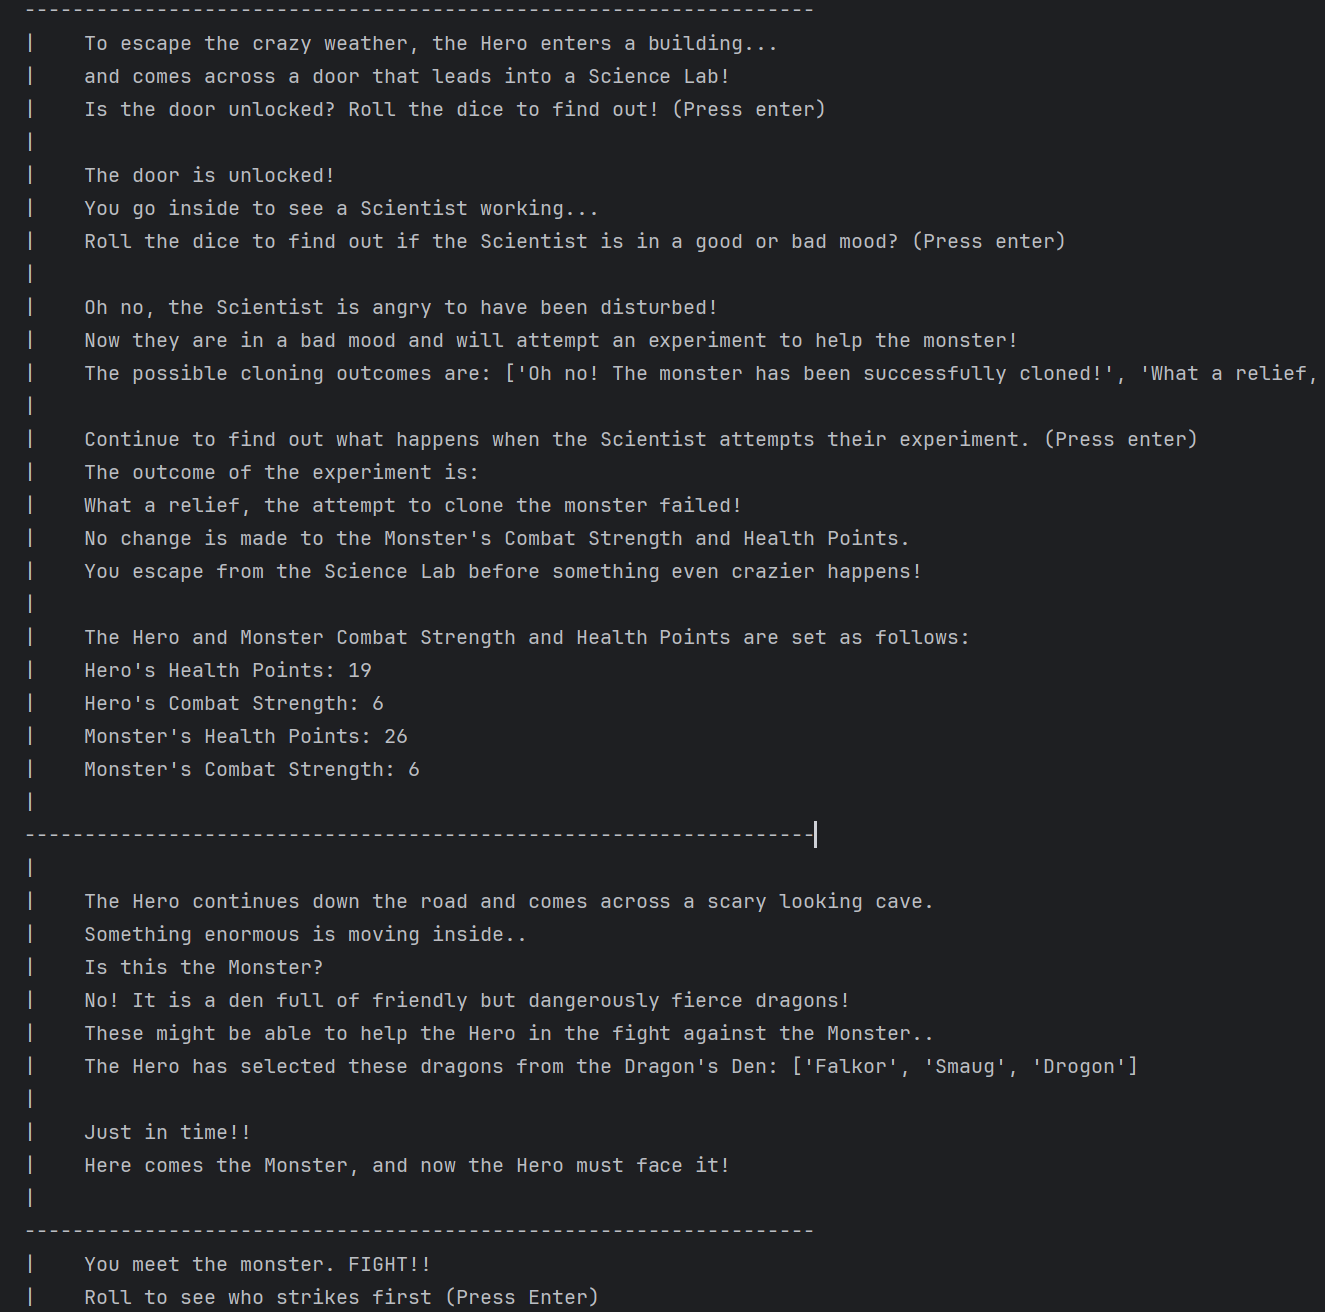 ------------------------------------------------------------------
|    To escape the crazy weather, the Hero enters a building...
|    and comes across a door that leads into a Science Lab!
|    Is the door unlocked? Roll the dice to find out! (Press enter)
|
|    The door is unlocked!
|    You go inside to see a Scientist working...
|    Roll the dice to find out if the Scientist is in a good or bad mood? (Press enter)
|
|    Oh no, the Scientist is angry to have been disturbed!
|    Now they are in a bad mood and will attempt an experiment to help the monster!
|    The possible cloning outcomes are: ['Oh no! The monster has been successfully cloned!', 'What a relief,
|
|    Continue to find out what happens when the Scientist attempts their experiment. (Press enter)
|    The outcome of the experiment is:
|    What a relief, the attempt to clone the monster failed!
|    No change is made to the Monster's Combat Strength and Health Points.
|    You escape from the Science Lab before something even crazier happens!
|
|    The Hero and Monster Combat Strength and Health Points are set as follows:
|    Hero's Health Points: 19
|    Hero's Combat Strength: 6
|    Monster's Health Points: 26
|    Monster's Combat Strength: 6
|
------------------------------------------------------------------
|
|    The Hero continues down the road and comes across a scary looking cave.
|    Something enormous is moving inside..
|    Is this the Monster?
|    No! It is a den full of friendly but dangerously fierce dragons!
|    These might be able to help the Hero in the fight against the Monster..
|    The Hero has selected these dragons from the Dragon's Den: ['Falkor', 'Smaug', 'Drogon']
|
|    Just in time!!
|    Here comes the Monster, and now the Hero must face it!
|
------------------------------------------------------------------
|    You meet the monster. FIGHT!!
|    Roll to see who strikes first (Press Enter)